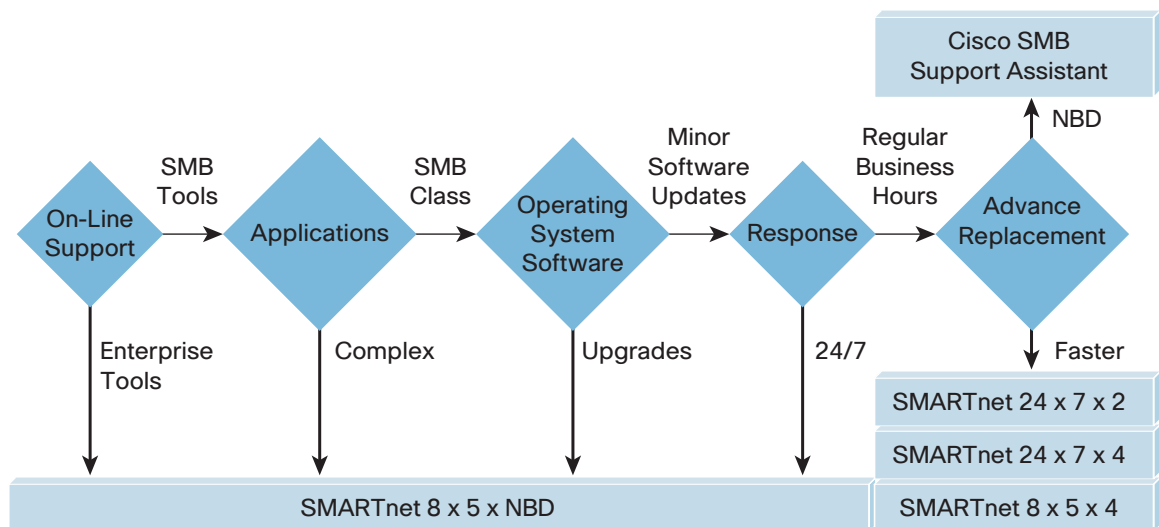 Cisco SMB
Support Assistant
NBD
SMB
Tools
SMB
Class
Minor
Software
Updates
Regular
Business
Hours
On-Line
Support
Applications
Operating
System
Software
Response
Advance
Replacement
Enterprise
Tools
Complex
Upgrades
24/7
Faster
SMARTnet 24 x 7 x 2
SMARTnet 24 x 7 x 4
SMARTnet 8 x 5 x NBD
SMARTnet 8 x 5 x 4